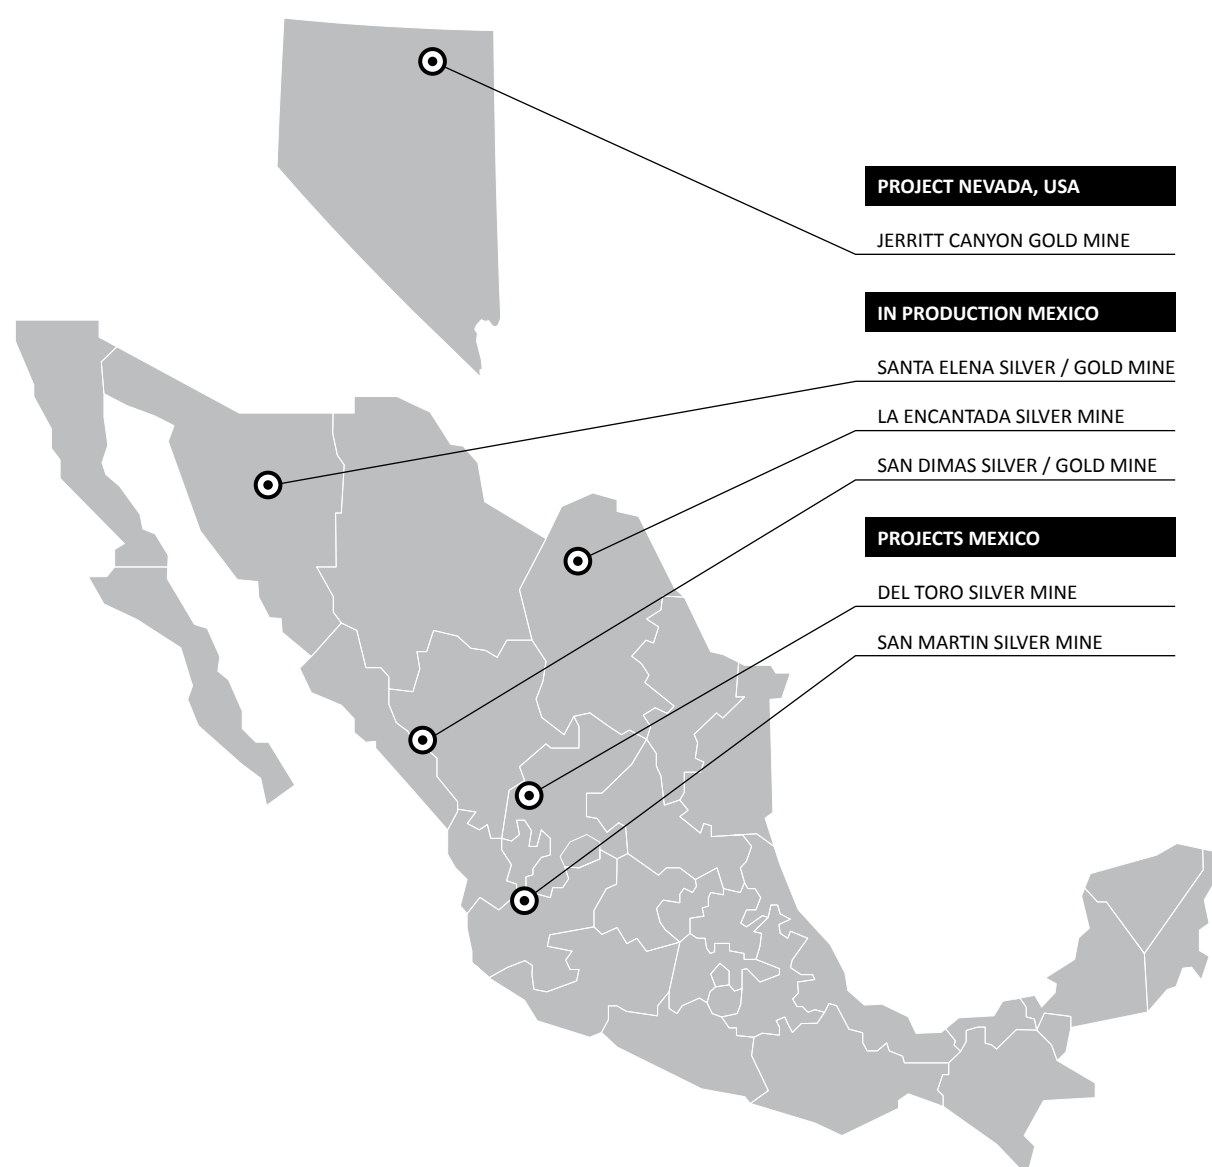 PROJECT NEVADA, USA
JERRITT CANYON GOLD MINE
IN PRODUCTION MEXICO
SANTA ELENA SILVER / GOLD MINE
LA ENCANTADA SILVER MINE
SAN DIMAS SILVER / GOLD MINE
PROJECTS MEXICO
DEL TORO SILVER MINE
SAN MARTIN SILVER MINE